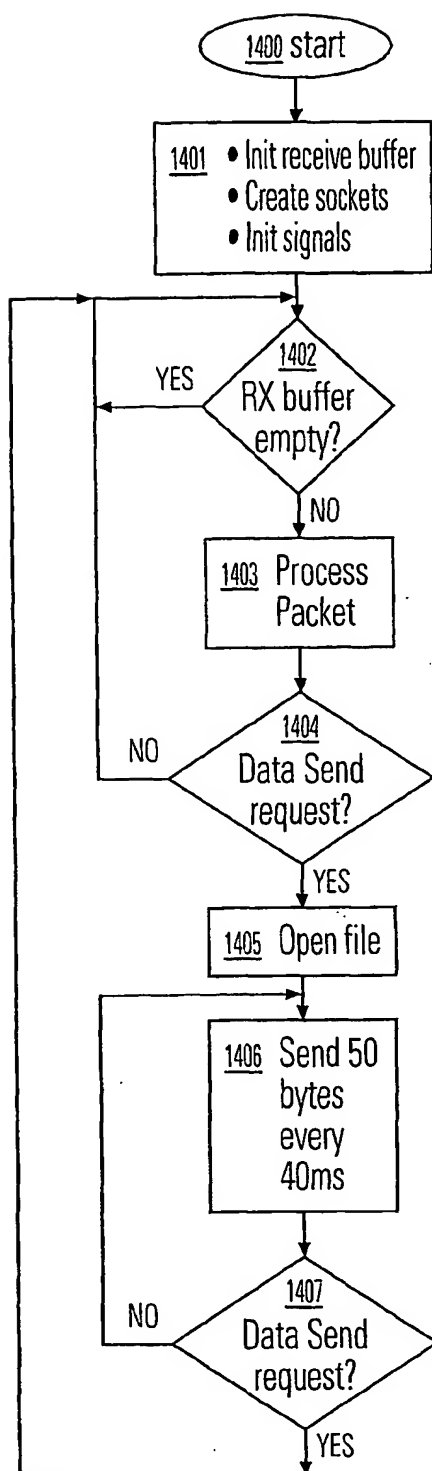 1400 start
1401 • Init receive buffer
• Create sockets
• Init signals
1402
RX buffer
empty?
YES
NO
1403 Process
Packet
1404
Data Send
request?
NO
YES
1405 Open file
1406 Send 50
bytes
every
40ms
1407
Data Send
request?
NO
YES